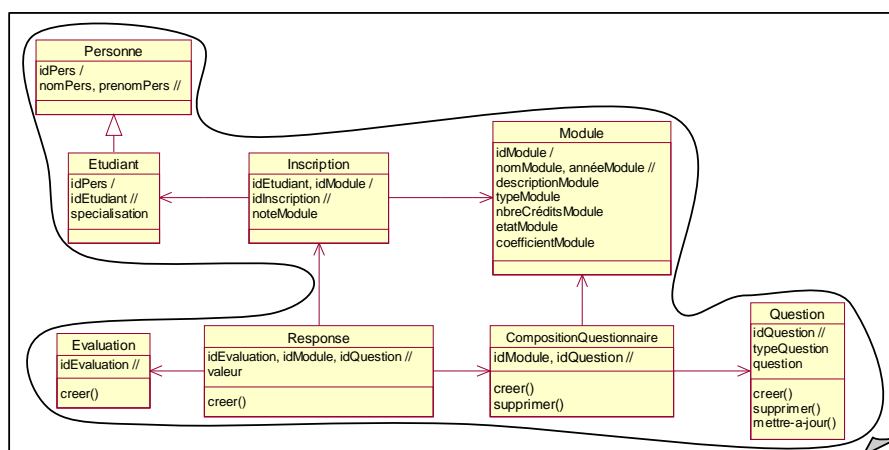 Personne
idPers /
nomPers, prenomPers //
Etudiant
idPers /
idEtudiant //
specialisation
Inscription
idEtudiant, idModule /
idInscription //
noteModule
Module
idModule /
nomModule, annéeModule //
descriptionModule
typeModule
nbreCréditsModule
etatModule
coefficientModule
Evaluation
idEvaluation //
creer()
Response
idEvaluation, idModule, idQuestion //
valeur
creer()
CompositionQuestionnaire
idModule, idQuestion //
creer()
supprimer()
Question
idQuestion //
typeQuestion
question
creer()
supprimer()
mettre-a-jour()